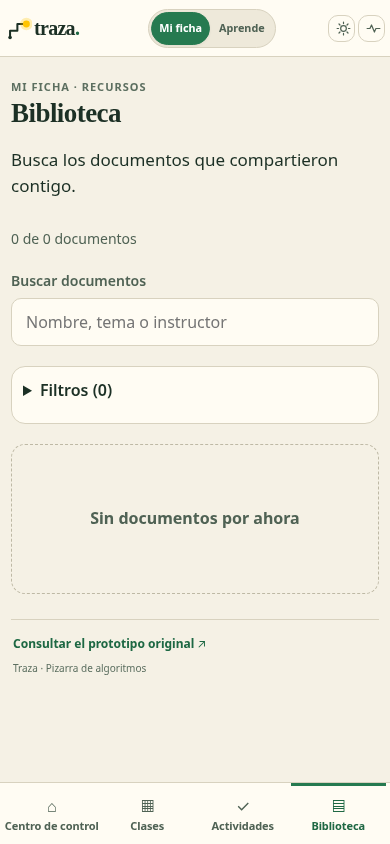 traza.
Mi ficha
Aprende
MI FICHA · RECURSOS
Biblioteca
Busca los documentos que compartieron
contigo.
0 de 0 documentos
Buscar documentos
Nombre, tema o instructor
Filtros (0)
Sin documentos por ahora
Consultar el prototipo original ↗
Traza · Pizarra de algoritmos
Centro de control
Clases
Actividades
Biblioteca